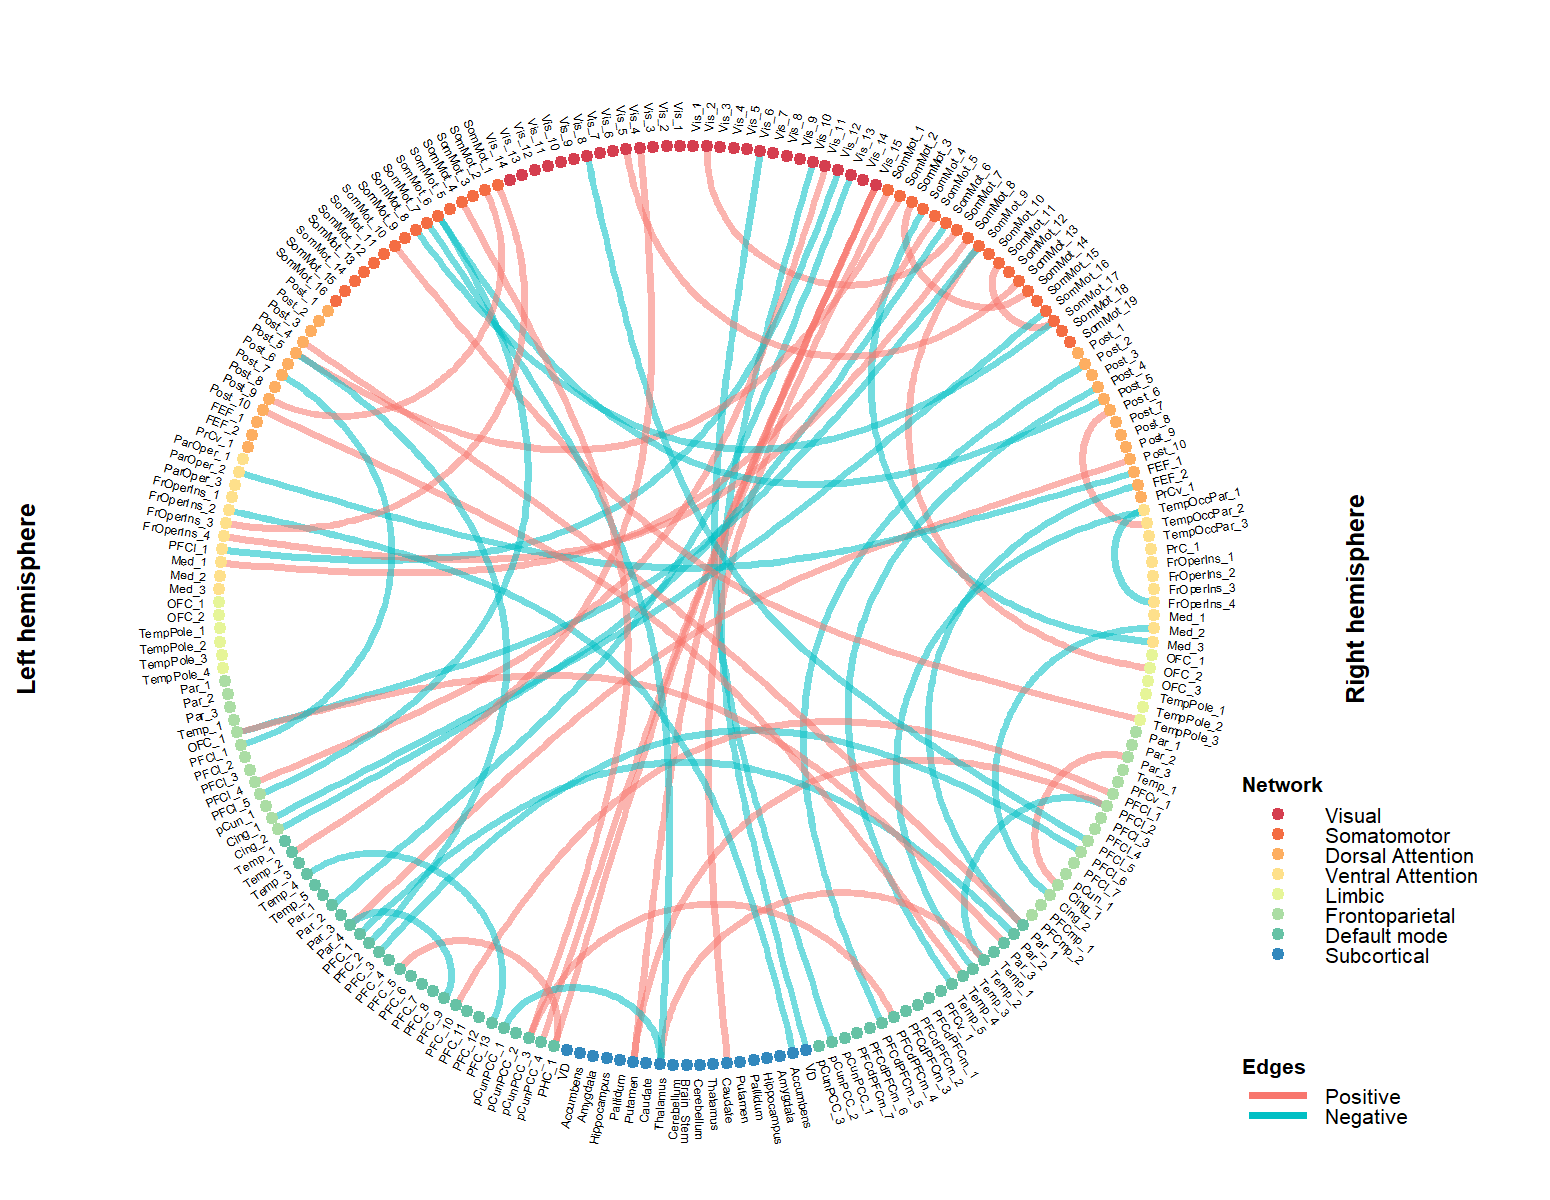 Left hemisphere
Vis_1
Vis_2
Vis_3
Vis_4
Vis_5
Vis_6
Vis_7
Vis_8
Vis_9
Vis_10
Vis_11
Vis_12
Vis_13
Vis_14
SomMot_1
SomMot_2
SomMot_3
SomMot_4
SomMot_5
SomMot_6
SomMot_7
SomMot_8
SomMot_9
SomMot_10
SomMot_11
SomMot_12
SomMot_13
SomMot_14
SomMot_15
SomMot_16
Post_1
Post_2
Post_3
Post_4
Post_5
Post_6
Post_7
Post_8
Post_9
Post_10
FEF_1
FEF_2
PrCv_1
ParOper_1
ParOper_2
ParOper_3
FrOperIns_1
FrOperIns_2
FrOperIns_3
FrOperIns_4
PFCl_1
Med_1
Med_2
Med_3
OFC_1
OFC_2
TempPole_1
TempPole_2
TempPole_3
TempPole_4
Par_1
Par_2
Par_3
Temp_1
OFC_1
PFCl_1
PFCl_2
PFCl_3
PFCl_4
PFCl_5
pCun_1
Cing_1
Cing_2
Temp_1
Temp_2
Temp_3
Temp_4
Temp_5
Par_1
Par_2
Par_3
Par_4
PFC_1
PFC_2
PFC_3
PFC_4
PFC_5
PFC_6
PFC_7
PFC_8
PFC_9
PFC_10
PFC_11
PFC_12
PFC_13
pCunPCC_1
pCunPCC_2
pCunPCC_3
pCunPCC_4
PHC_1
VD
Accumbens
Amygdala
Hippocampus
Pallidum
Putamen
Caudate
Thalamus
Cerebellum
Brain Stem
Right hemisphere
Vis_1
Vis_2
Vis_3
Vis_4
Vis_5
Vis_6
Vis_7
Vis_8
Vis_9
Vis_10
Vis_11
Vis_12
Vis_13
Vis_14
Vis_15
SomMot_1
SomMot_2
SomMot_3
SomMot_4
SomMot_5
SomMot_6
SomMot_7
SomMot_8
SomMot_9
SomMot_10
SomMot_11
SomMot_12
SomMot_13
SomMot_14
SomMot_15
SomMot_16
SomMot_17
SomMot_18
SomMot_19
Post_1
Post_2
Post_3
Post_4
Post_5
Post_6
Post_7
Post_8
Post_9
Post_10
FEF_1
FEF_2
PrCv_1
TempOccPar_1
TempOccPar_2
TempOccPar_3
PrC_1
FrOperIns_1
FrOperIns_2
FrOperIns_3
FrOperIns_4
Med_1
Med_2
Med_3
OFC_1
OFC_2
OFC_3
TempPole_1
TempPole_2
TempPole_3
Par_1
Par_2
Par_3
Temp_1
PFCv_1
PFCl_1
PFCl_2
PFCl_3
PFCl_4
PFCl_5
PFCl_6
PFCl_7
pCun_1
Cing_1
Cing_2
PFCmp_1
PFCmp_2
Par_1
Par_2
Par_3
Temp_1
Temp_2
Temp_3
Temp_4
Temp_5
PFCv_1
PFCdPFCm_1
PFCdPFCm_2
PFCdPFCm_3
PFCdPFCm_4
PFCdPFCm_5
PFCdPFCm_6
PFCdPFCm_7
pCunPCC_1
pCunPCC_2
pCunPCC_3
VD
Accumbens
Amygdala
Hippocampus
Pallidum
Putamen
Caudate
Thalamus
Cerebellum
Network
Visual
Somatomotor
Dorsal Attention
Ventral Attention
Limbic
Frontoparietal
Default mode
Subcortical
Edges
Positive
Negative